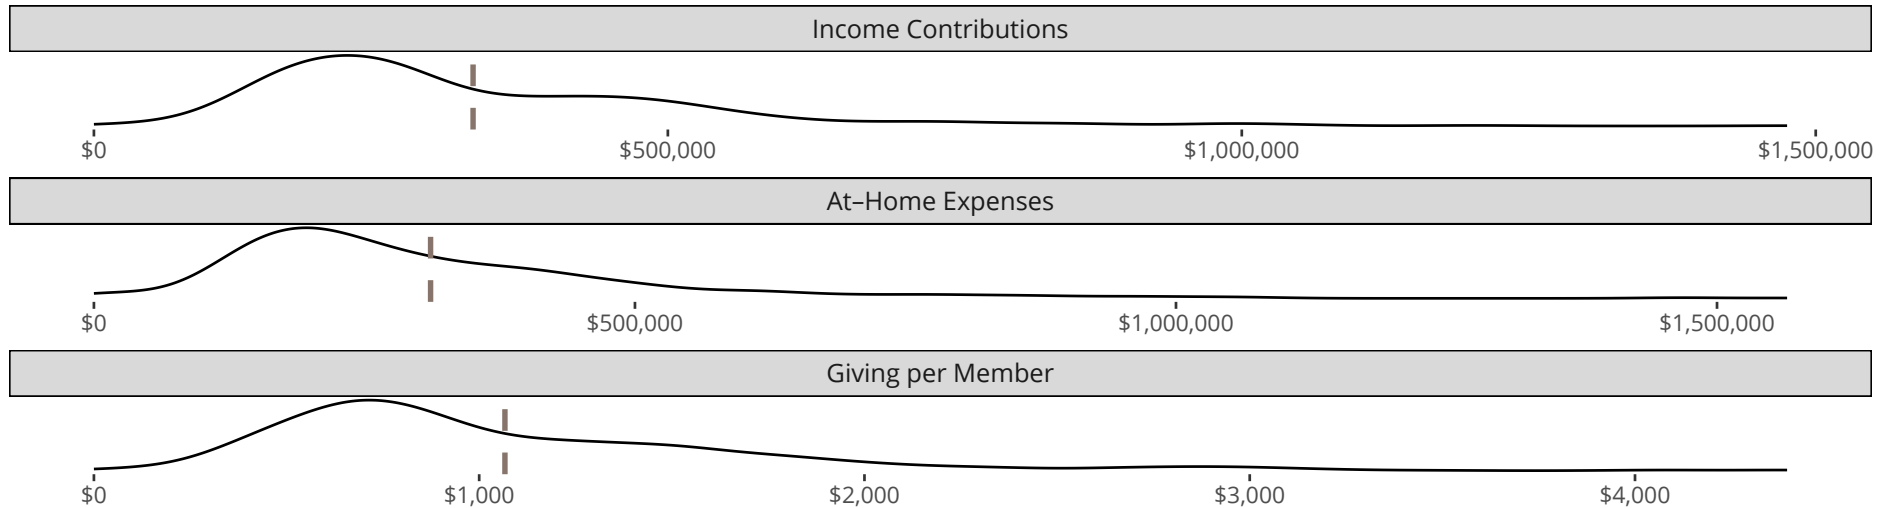 Income Contributions
$0 $500,000 $1,000,000 $1,500,000
At–Home Expenses
$0 $500,000 $1,000,000 $1,500,000
Giving per Member
$0 $1,000 $2,000 $3,000 $4,000